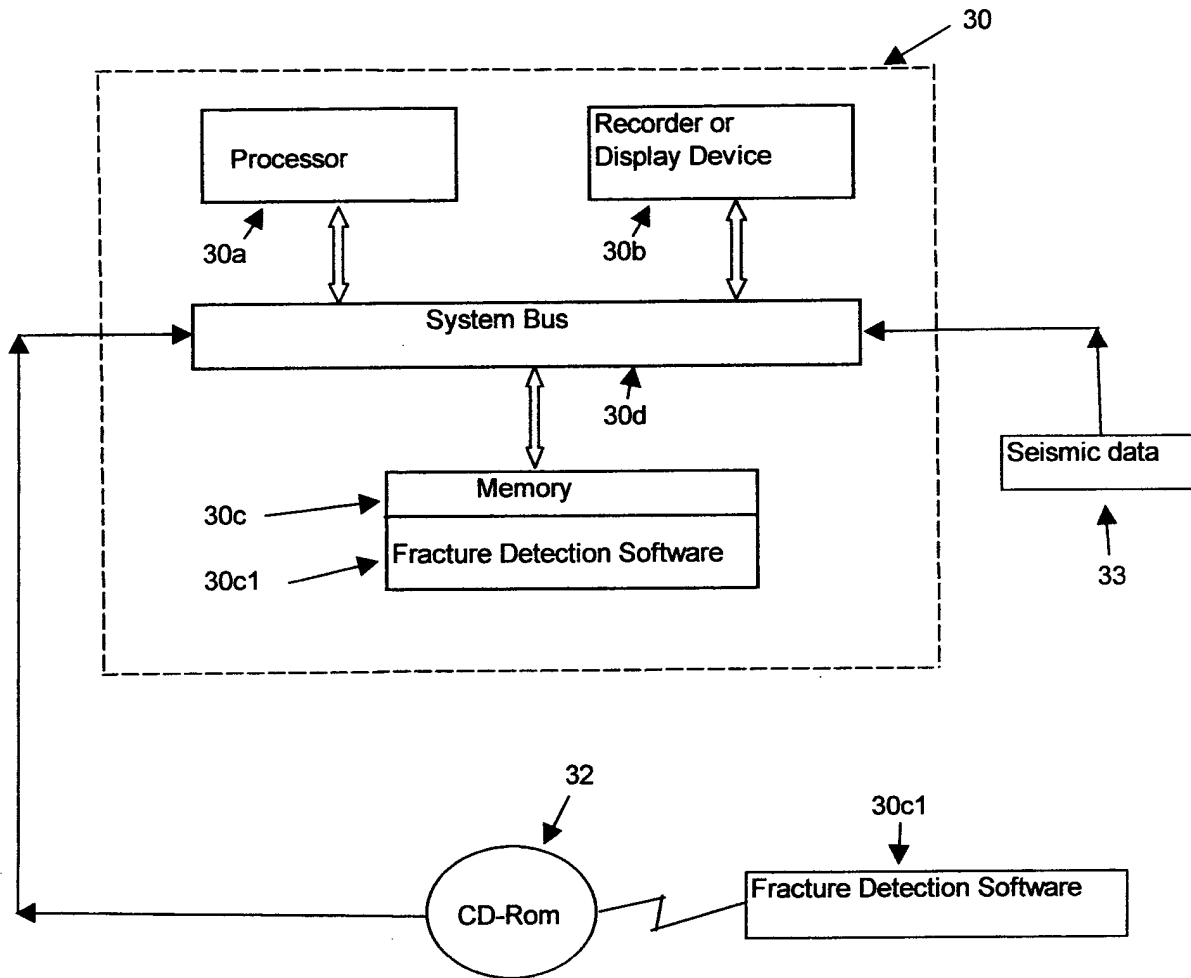 30
Processor
Recorder or
Display Device
30a
30b
System Bus
30d
Seismic data
Memory
30c
Fracture Detection Software
30c1
33
32
30c1
CD-Rom
Fracture Detection Software